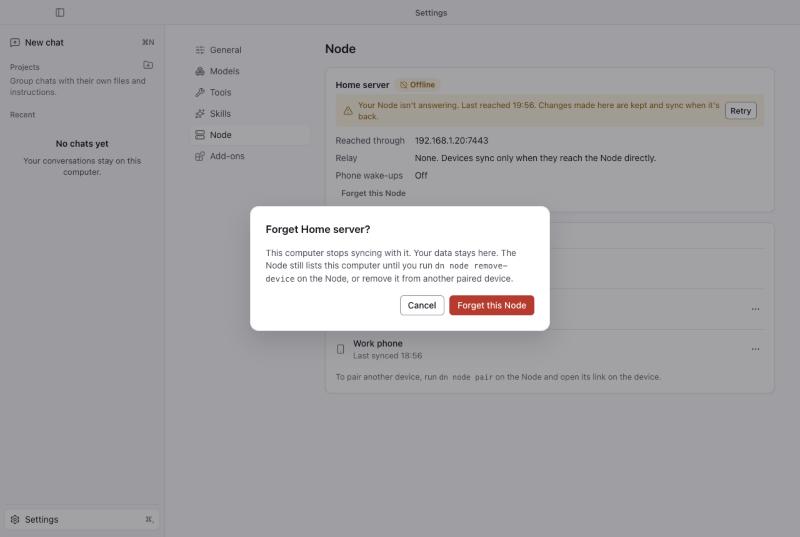 Settings
New chat ⌘N
Projects
Group chats with their own files and
instructions.
Recent
No chats yet
Your conversations stay on this
computer.
Settings ⌘,
General
Models
Tools
Skills
Node
Add-ons
Node
Home server Offline
Your Node isn't answering. Last reached 19:56. Changes made here are kept and sync when it's
back.
Retry
Reached through 192.168.1.20:7443
Relay None. Devices sync only when they reach the Node directly.
Phone wake-ups Off
Forget this Node
Forget Home server?
This computer stops syncing with it. Your data stays here. The
Node still lists this computer until you run dn node remove-
device on the Node, or remove it from another paired device.
Cancel Forget this Node
Work phone
Last synced 18:56
To pair another device, run dn node pair on the Node and open its link on the device.